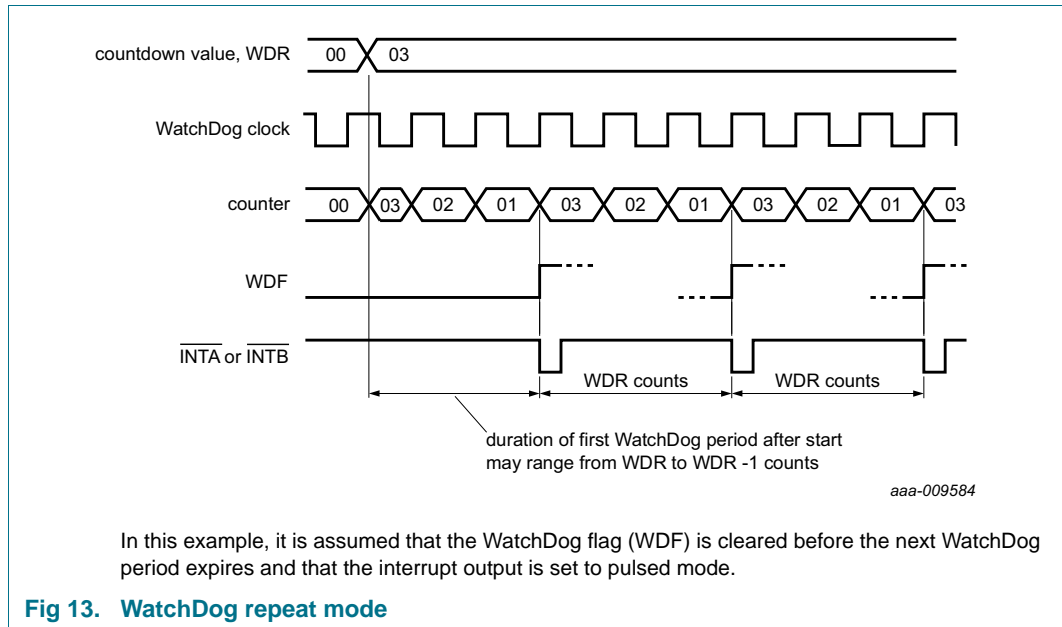 countdown value, WDR 00 03
WatchDog clock
counter 00 03 02 01 03 02 01 03 02 01 03
WDF
INTA or INTB
WDR counts WDR counts
duration of first WatchDog period after start
may range from WDR to WDR -1 counts
aaa-009584
In this example, it is assumed that the WatchDog flag (WDF) is cleared before the next WatchDog
period expires and that the interrupt output is set to pulsed mode.
Fig 13. WatchDog repeat mode